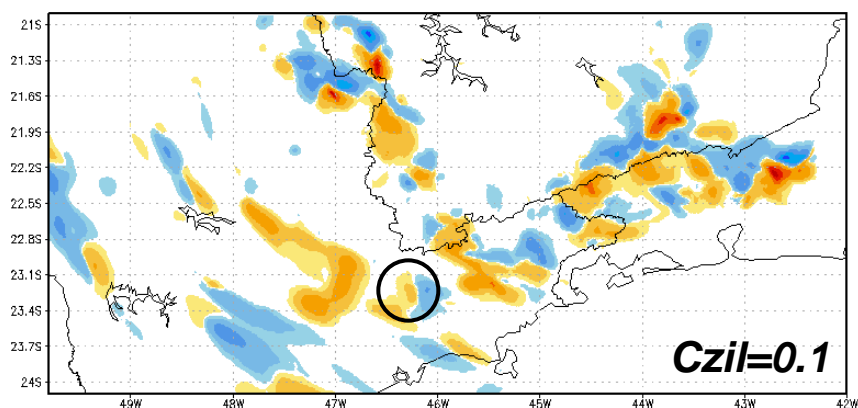 21S
21.3S
21.6S
21.9S
22.2S
22.5S
22.8S
23.1S
23.4S
23.7S
24S
Czil=0.1
49W 48W 47W 46W 45W 44W 43W 42W